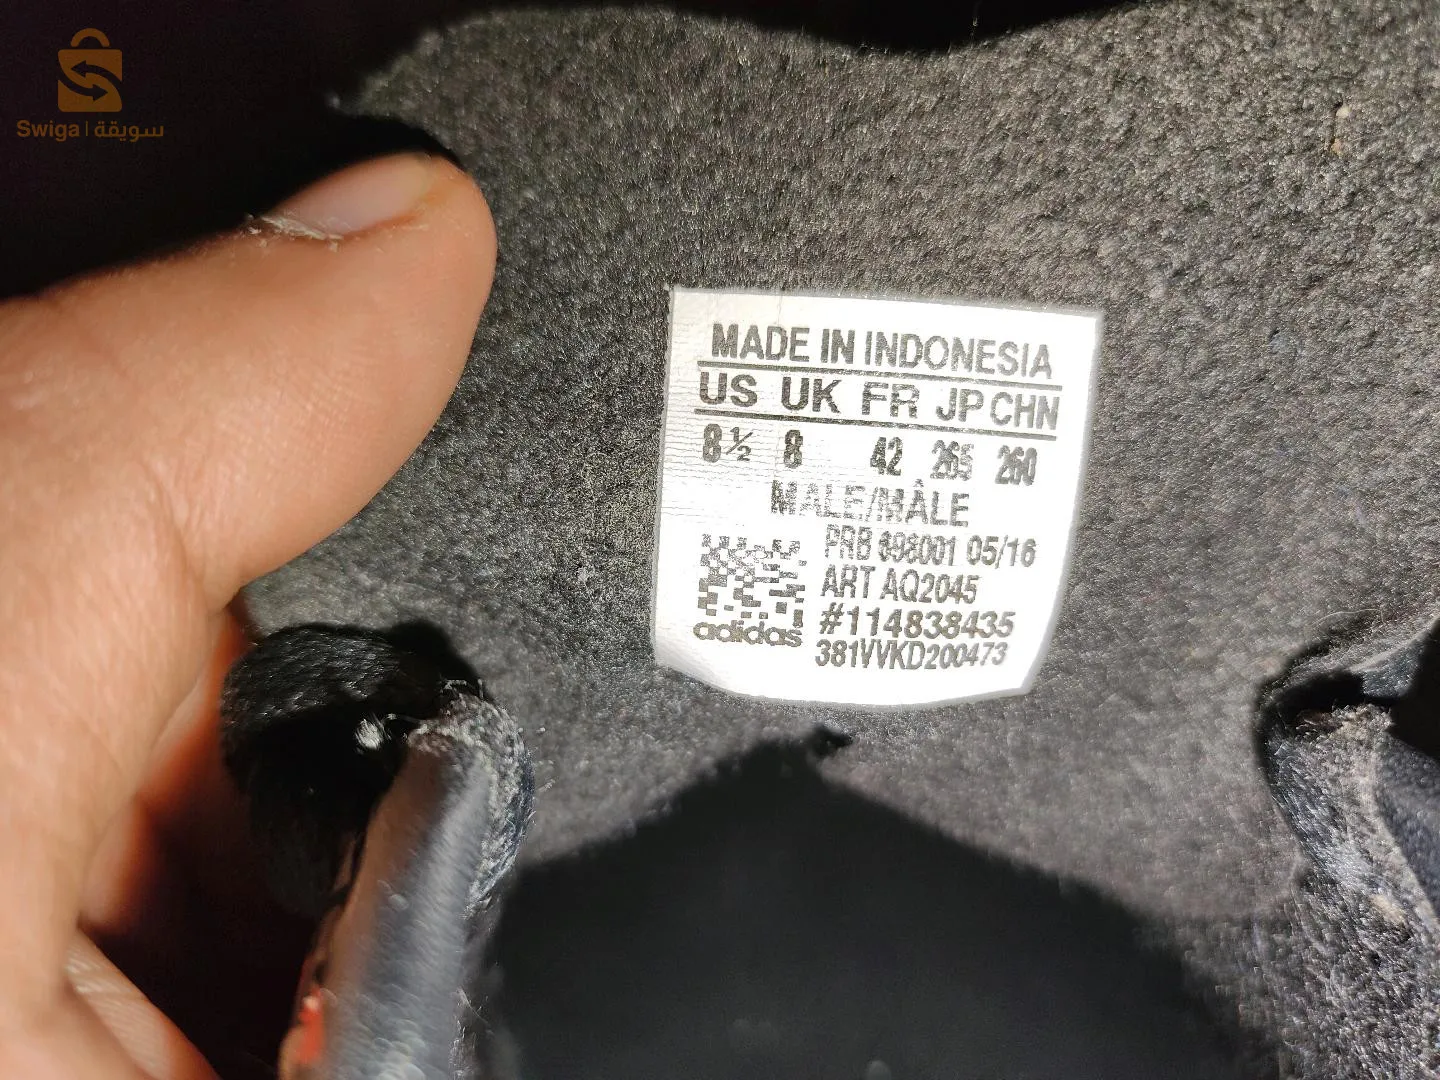 Swiga | سويقة
MADE IN INDONESIA
US UK FR JP CHN
8½ 8 42 265 260
MALE/MÂLE
PRB 698001 05/16
ART AQ2045
#114838435
381VVKD200473
adidas